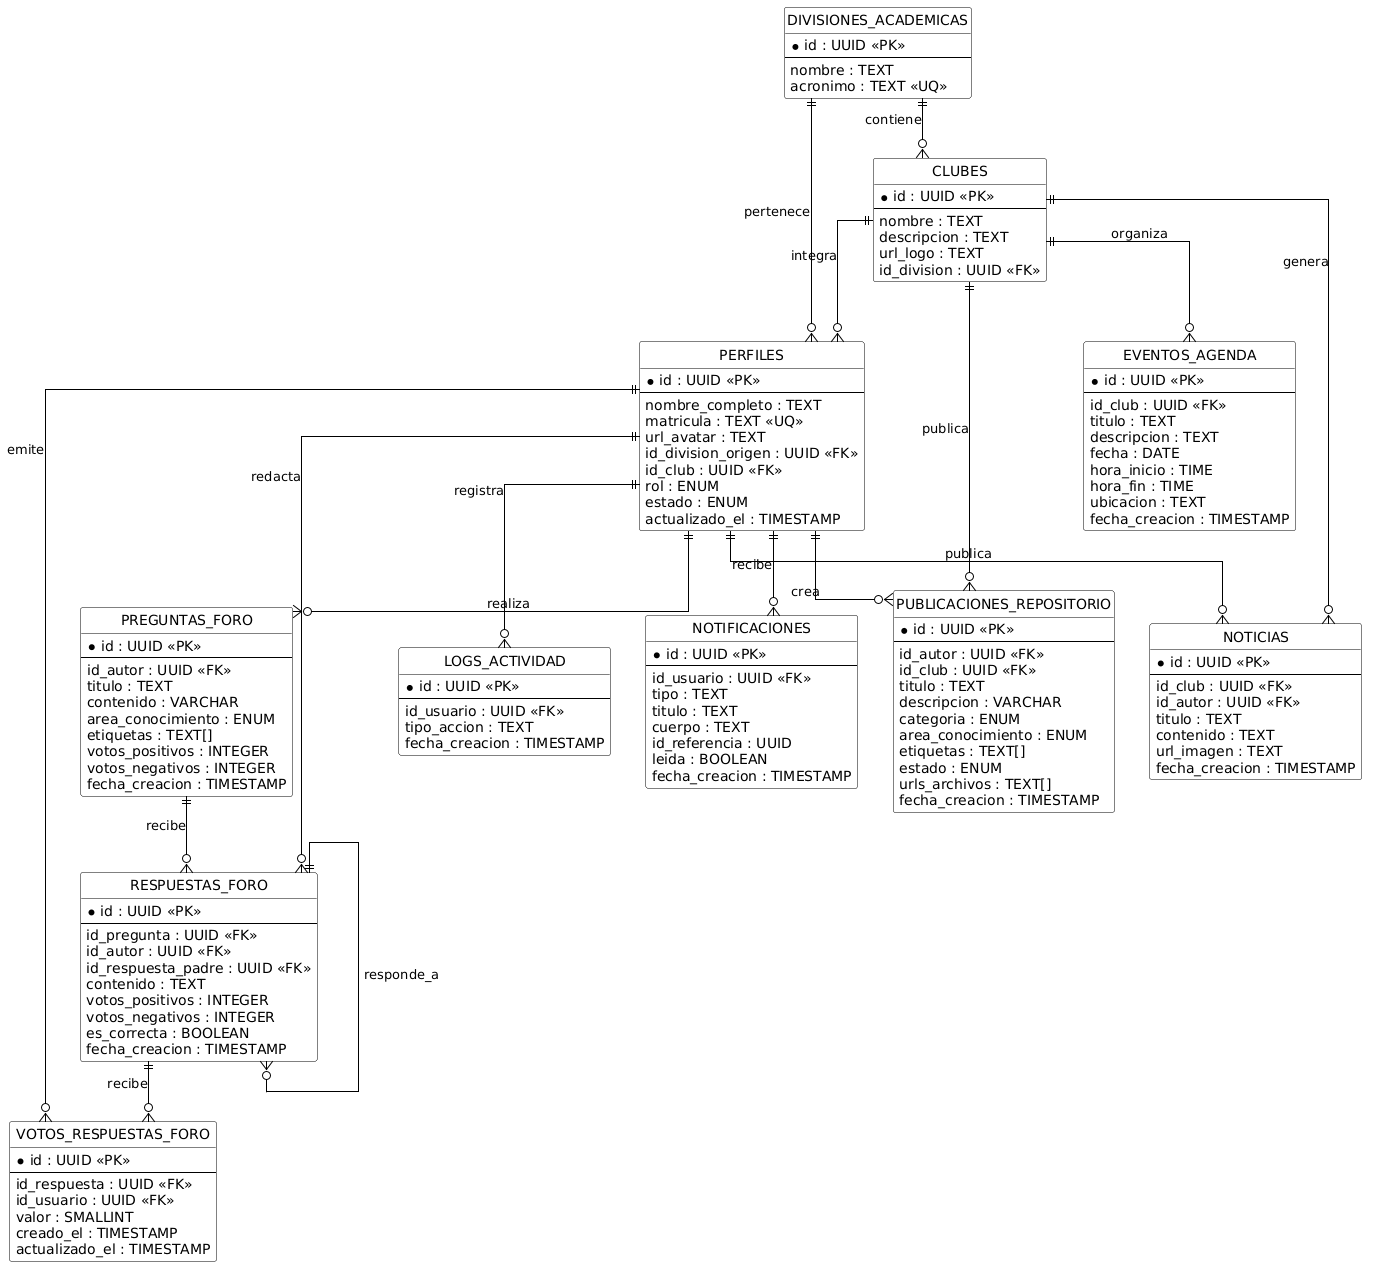 DIVISIONES_ACADEMICAS
id : UUID «PK»
nombre : TEXT
acronimo : TEXT «UQ»
contiene
pertenece
CLUBES
id : UUID «PK»
nombre : TEXT
descripcion : TEXT
url_logo : TEXT
id_division : UUID «FK»
integra
organiza
genera
PERFILES
id : UUID «PK»
nombre_completo : TEXT
matricula : TEXT «UQ»
url_avatar : TEXT
id_division_origen : UUID «FK»
id_club : UUID «FK»
rol : ENUM
estado : ENUM
actualizado_el : TIMESTAMP
EVENTOS_AGENDA
id : UUID «PK»
id_club : UUID «FK»
titulo : TEXT
descripcion : TEXT
fecha : DATE
hora_inicio : TIME
hora_fin : TIME
ubicacion : TEXT
fecha_creacion : TIMESTAMP
emite
redacta
registra
publica
realiza
recibe
crea
publica
PREGUNTAS_FORO
id : UUID «PK»
id_autor : UUID «FK»
titulo : TEXT
contenido : VARCHAR
area_conocimiento : ENUM
etiquetas : TEXT[]
votos_positivos : INTEGER
votos_negativos : INTEGER
fecha_creacion : TIMESTAMP
LOGS_ACTIVIDAD
id : UUID «PK»
id_usuario : UUID «FK»
tipo_accion : TEXT
fecha_creacion : TIMESTAMP
NOTIFICACIONES
id : UUID «PK»
id_usuario : UUID «FK»
tipo : TEXT
titulo : TEXT
cuerpo : TEXT
id_referencia : UUID
leida : BOOLEAN
fecha_creacion : TIMESTAMP
PUBLICACIONES_REPOSITORIO
id : UUID «PK»
id_autor : UUID «FK»
id_club : UUID «FK»
titulo : TEXT
descripcion : VARCHAR
categoria : ENUM
area_conocimiento : ENUM
etiquetas : TEXT[]
estado : ENUM
urls_archivos : TEXT[]
fecha_creacion : TIMESTAMP
NOTICIAS
id : UUID «PK»
id_club : UUID «FK»
id_autor : UUID «FK»
titulo : TEXT
contenido : TEXT
url_imagen : TEXT
fecha_creacion : TIMESTAMP
recibe
RESPUESTAS_FORO
id : UUID «PK»
id_pregunta : UUID «FK»
id_autor : UUID «FK»
id_respuesta_padre : UUID «FK»
contenido : TEXT
votos_positivos : INTEGER
votos_negativos : INTEGER
es_correcta : BOOLEAN
fecha_creacion : TIMESTAMP
responde_a
recibe
VOTOS_RESPUESTAS_FORO
id : UUID «PK»
id_respuesta : UUID «FK»
id_usuario : UUID «FK»
valor : SMALLINT
creado_el : TIMESTAMP
actualizado_el : TIMESTAMP